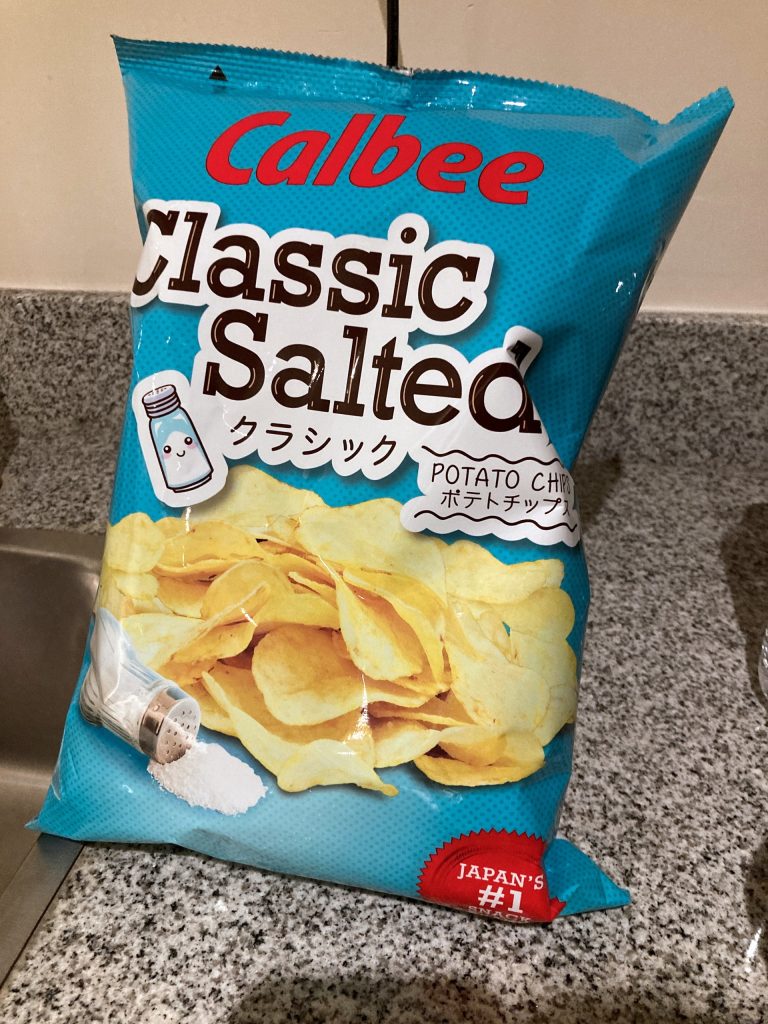 Calbee
Classic
Salted
クラシック
POTATO CHIPS
ポテトチップス
JAPAN'S
#1
SNACK